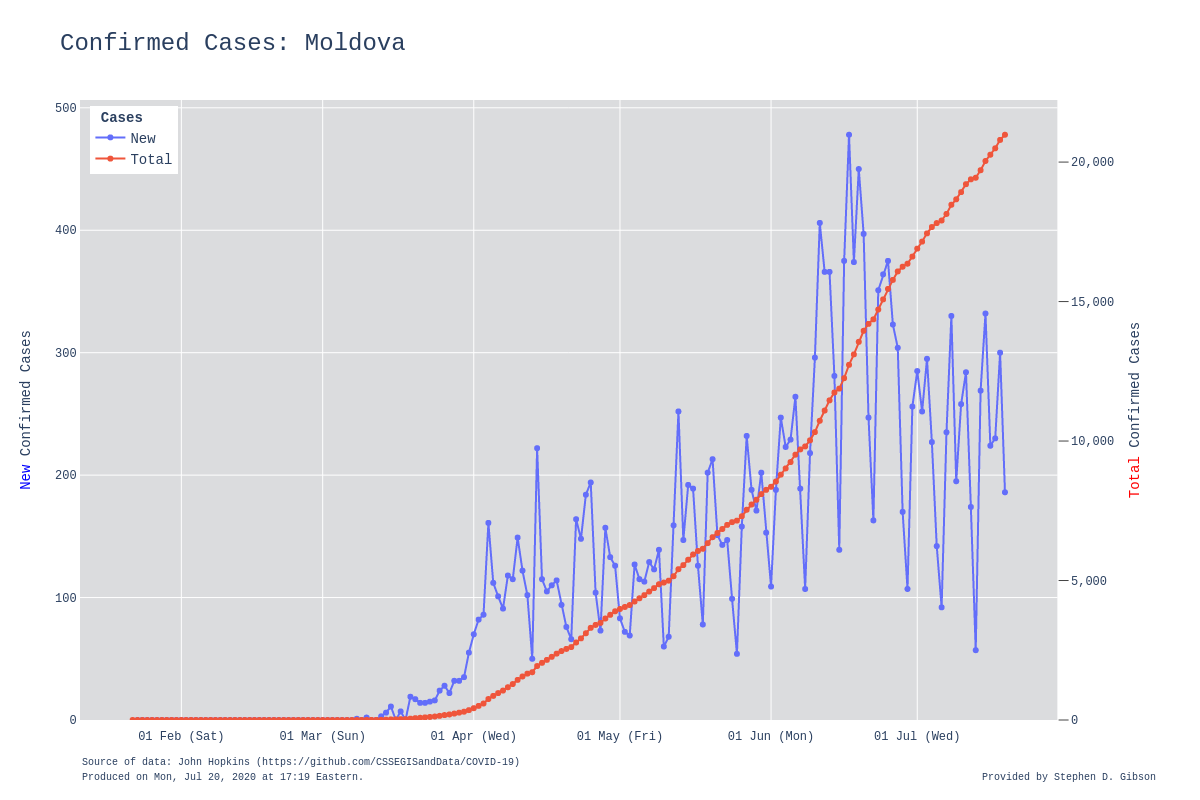 Confirmed Cases: Moldova
Cases
New
Total
500
400
300
200
100
0
New Confirmed Cases
20,000
15,000
10,000
5,000
0
Total Confirmed Cases
01 Feb (Sat)
01 Mar (Sun)
01 Apr (Wed)
01 May (Fri)
01 Jun (Mon)
01 Jul (Wed)
Source of data: John Hopkins (https://github.com/CSSEGISandData/COVID-19)
Produced on Mon, Jul 20, 2020 at 17:19 Eastern.
Provided by Stephen D. Gibson